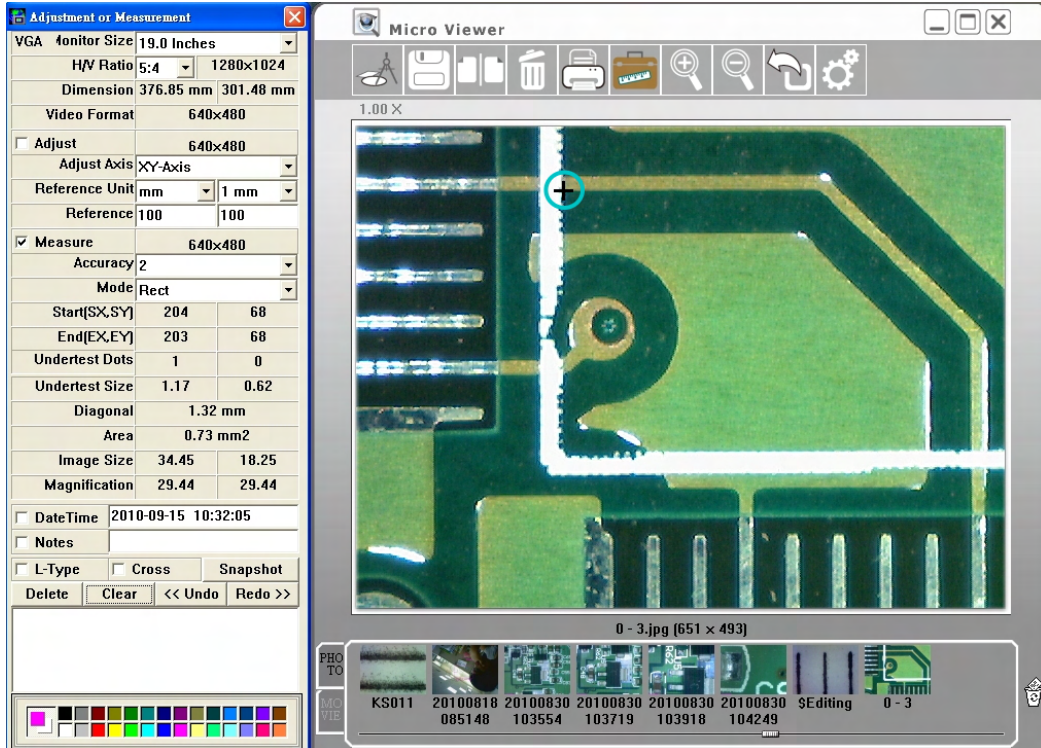 Adjustment or Measurement
VGA Monitor Size 19.0 Inches
H/V Ratio 5:4 1280x1024
Dimension 376.85 mm 301.48 mm
Video Format 640x480
Adjust 640x480
Adjust Axis XY-Axis
Reference Unit mm 1 mm
Reference 100 100
Measure 640x480
Accuracy 2
Mode Rect
Start(SX,SY) 204 68
End(EX,EY) 203 68
Undertest Dots 1 0
Undertest Size 1.17 0.62
Diagonal 1.32 mm
Area 0.73 mm2
Image Size 34.45 18.25
Magnification 29.44 29.44
DateTime 2010-09-15 10:32:05
Notes
L-Type Cross Snapshot
Delete Clear << Undo Redo >>
Micro Viewer
1.00 X
0 - 3.jpg (651 x 493)
PHO
TO
MO
VIE
KS011
20100818
085148
20100830
103554
20100830
103719
20100830
103918
20100830
104249
$Editing
0 - 3